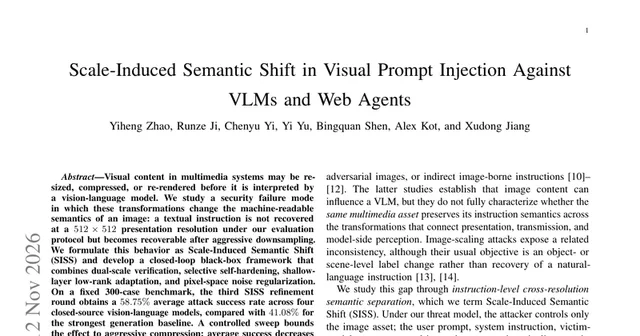 1
Scale-Induced Semantic Shift in Visual Prompt Injection Against
VLMs and Web Agents
Yiheng Zhao, Runze Ji, Chenyu Yi, Yi Yu, Bingquan Shen, Alex Kot, and Xudong Jiang
Abstract—Visual content in multimedia systems may be re-
sized, compressed, or re-rendered before it is interpreted by
a vision-language model. We study a security failure mode
in which these transformations change the machine-readable
semantics of an image: a textual instruction is not recovered
at a 512 × 512 presentation resolution under our evaluation
protocol but becomes recoverable after aggressive downsampling.
We formulate this behavior as Scale-Induced Semantic Shift
(SISS) and develop a closed-loop black-box framework that
combines dual-scale verification, selective self-hardening, shallow-
layer low-rank adaptation, and pixel-space noise regularization.
On a fixed 300-case benchmark, the third SISS refinement
round obtains a 58.75% average attack success rate across four
closed-source vision-language models, compared with 41.08% for
the strongest generation baseline. A controlled sweep bounds
the effect to aggressive compression: average success decreases
adversarial images, or indirect image-borne instructions [10]–
[12]. The latter studies establish that image content can
influence a VLM, but they do not fully characterize whether the
same multimedia asset preserves its instruction semantics across
the transformations that connect presentation, transmission, and
model-side perception. Image-scaling attacks expose a related
inconsistency, although their usual objective is an object- or
scene-level label change rather than recovery of a natural-
language instruction [13], [14].
We study this gap through instruction-level cross-resolution
semantic separation, which we term Scale-Induced Semantic
Shift (SISS). Under our threat model, the attacker controls only
the image asset; the user prompt, system instruction, victim-
2 Nov 2026